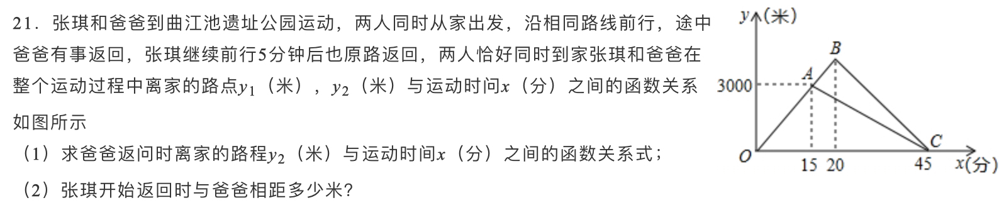 21．张琪和爸爸到曲江池遗址公园运动，两人同时从家出发，沿相同路线前行，途中
爸爸有事返回，张琪继续前行5分钟后也原路返回，两人恰好同时到家张琪和爸爸在
整个运动过程中离家的路点y₁（米），y₂（米）与运动时问x（分）之间的函数关系
如图所示
（1）求爸爸返问时离家的路程y₂（米）与运动时间x（分）之间的函数关系式；
（2）张琪开始返回时与爸爸相距多少米？
y(米)
B
A
3000
C
O
15 20 45 x(分)